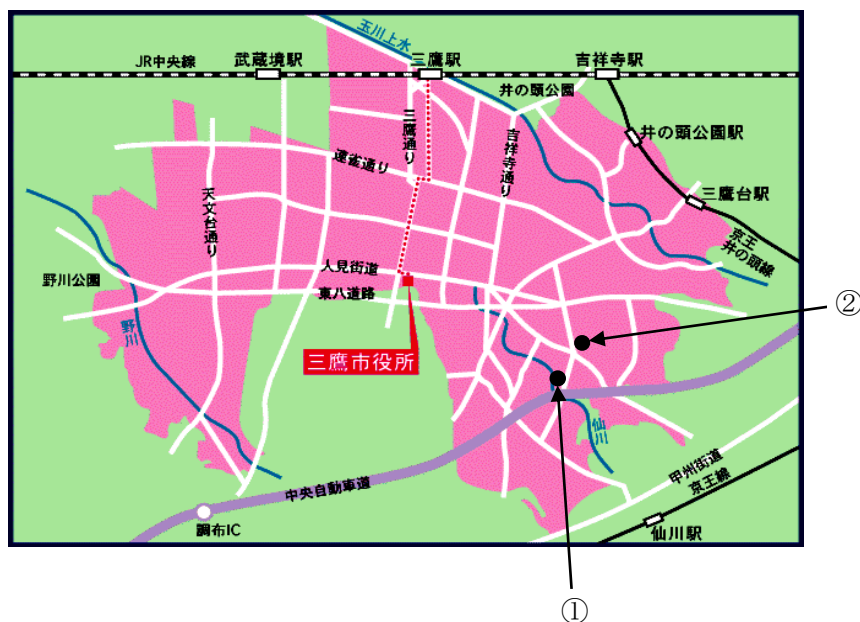 玉川上水
JR中央線
武蔵境駅
三鷹駅
吉祥寺駅
井の頭公園
三鷹通り
吉祥寺通り
井の頭公園駅
連雀通り
天文台通り
三鷹台駅
京王
井の頭線
人見街道
野川公園
東八道路
②
野川
三鷹市役所
仙川
甲州街道
京王線
中央自動車道
調布IC
仙川駅
①